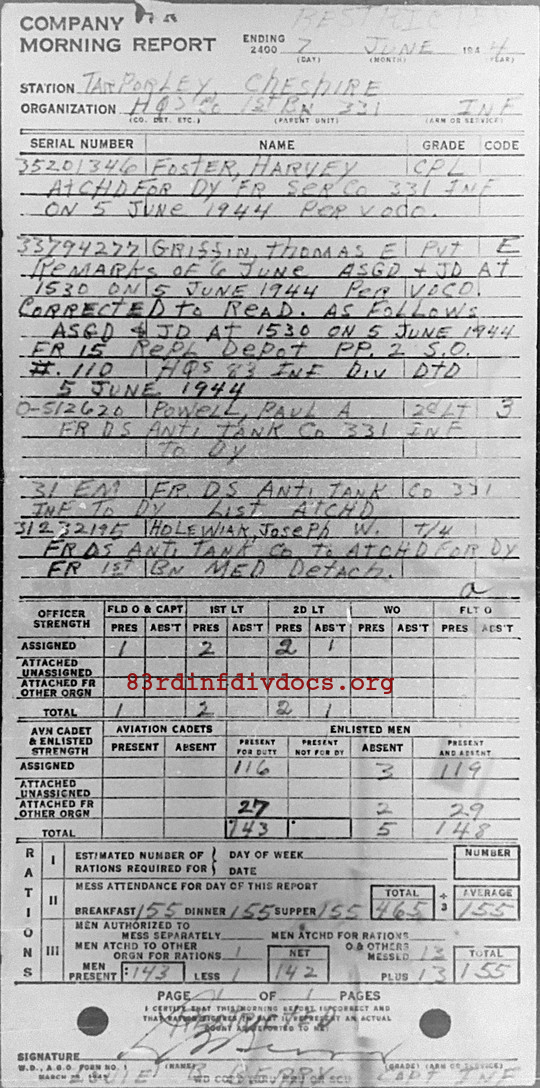 COMPANY
MORNING REPORT
RESTRICTED
ENDING 2400 7 JUNE 1944
(DAY) (MONTH) (YEAR)
STATION TARPORLEY, CHESHIRE
ORGANIZATION HQS Co 1ST BN 331 INF
(CO. DET. ETC.) (PARENT UNIT) (ARM OR SERVICE)
SERIAL NUMBER NAME GRADE CODE
35201346 FOSTER, HARVEY CPL
AtCHD FOR DY FR SER Co 331 INF
ON 5 JUNE 1944 PER VOCO.
33794277 GRISSIN, THOMAS E Pvt E
REMARKS OF 6 JUNE ASGD + JD AT
1530 ON 5 JUNE 1944 PER VOCO.
CORRECTED to READ. AS FOLLOWS
ASGD & JD AT 1530 ON 5 JUNE 1944
FR 15 REPL DEPOT PP. 2 S.O.
#. 110 HQS 83 INF DIV DTD
5 JUNE 1944
O-512620 POWELL, PAUL A 2d LT 3
FR DS ANTI TANK Co 331 INF
TO DY
31 EM FR. DS ANTI TANK Co 331
INF TO DY LIST ATCHD
31232195 HOLEWIAK, JOSEPH W. T/4
FR DS ANTI TANK Co to ATCHD FOR DY
FR 1st BN MED Detach.
a
OFFICER STRENGTH FLD O & CAPT 1ST LT 2D LT WO FLT O
PRES ABS'T PRES ABS'T PRES ABS'T PRES ABS'T PRES ABS'T
ASSIGNED 1 2 2 1
ATTACHED UNASSIGNED
ATTACHED FR OTHER ORGN
83rdinfdivdocs.org
TOTAL 1 2 2 1
AVN CADET & ENLISTED STRENGTH AVIATION CADETS ENLISTED MEN
PRESENT ABSENT PRESENT FOR DUTY PRESENT NOT FOR DY ABSENT PRESENT AND ABSENT
ASSIGNED 116 3 119
ATTACHED UNASSIGNED
ATTACHED FR OTHER ORGN 27 2 29
TOTAL 143 5 148
RATIONS
I ESTIMATED NUMBER OF RATIONS REQUIRED FOR { DAY OF WEEK DATE NUMBER
II MESS ATTENDANCE FOR DAY OF THIS REPORT TOTAL ÷ 3 AVERAGE
BREAKFAST 155 DINNER 155 SUPPER 155 465 155
III MEN AUTHORIZED TO MESS SEPARATELY MEN ATCHD FOR RATIONS
MEN ATCHD TO OTHER ORGN FOR RATIONS 1 NET O & OTHERS MESSED 13 TOTAL
MEN PRESENT 143 LESS 1 142 PLUS 13 155
PAGE 1 OF 1 PAGES
I CERTIFY THAT THIS MORNING REPORT IS CORRECT AND
COUNT AS REPORTED TO ME
SIGNATURE
W.D., A.G.O. FORM NO. 1 (NAME) (GRADE) (ARM OR SERVICE)
B BERRY CAPT INF